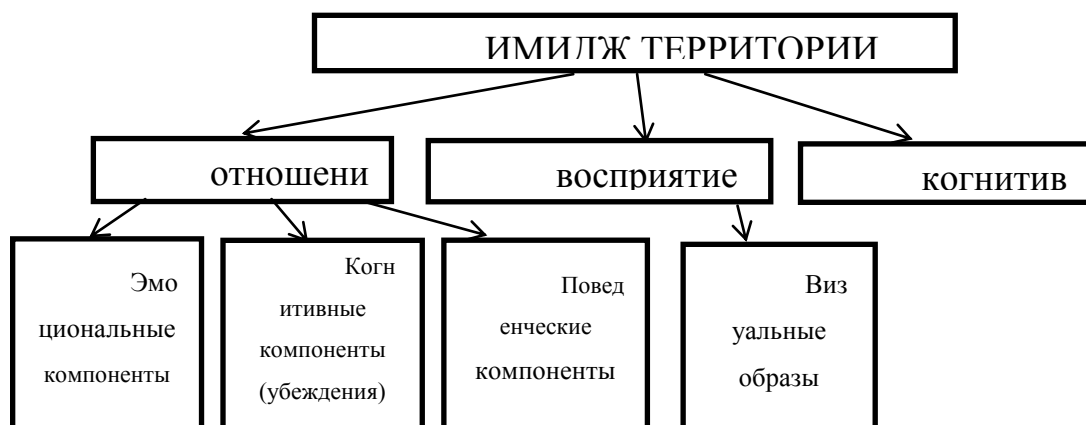 ИМИДЖ ТЕРРИТОРИИ
отношени
восприятие
когнитив
Эмо
циональные
компоненты
Когн
итивные
компоненты
(убеждения)
Повед
енческие
компоненты
Виз
уальные
образы